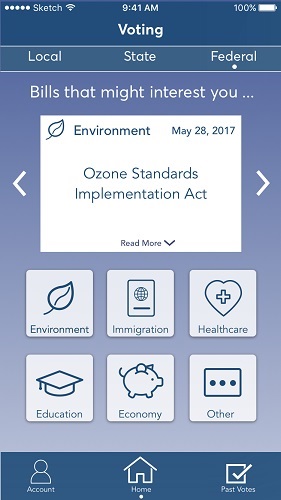 Sketch 9:41 AM 100%
Voting
Local State Federal
Bills that might interest you ...
Environment May 28, 2017
Ozone Standards
Implementation Act
Read More
Environment Immigration Healthcare
Education Economy Other
Account Home Past Votes